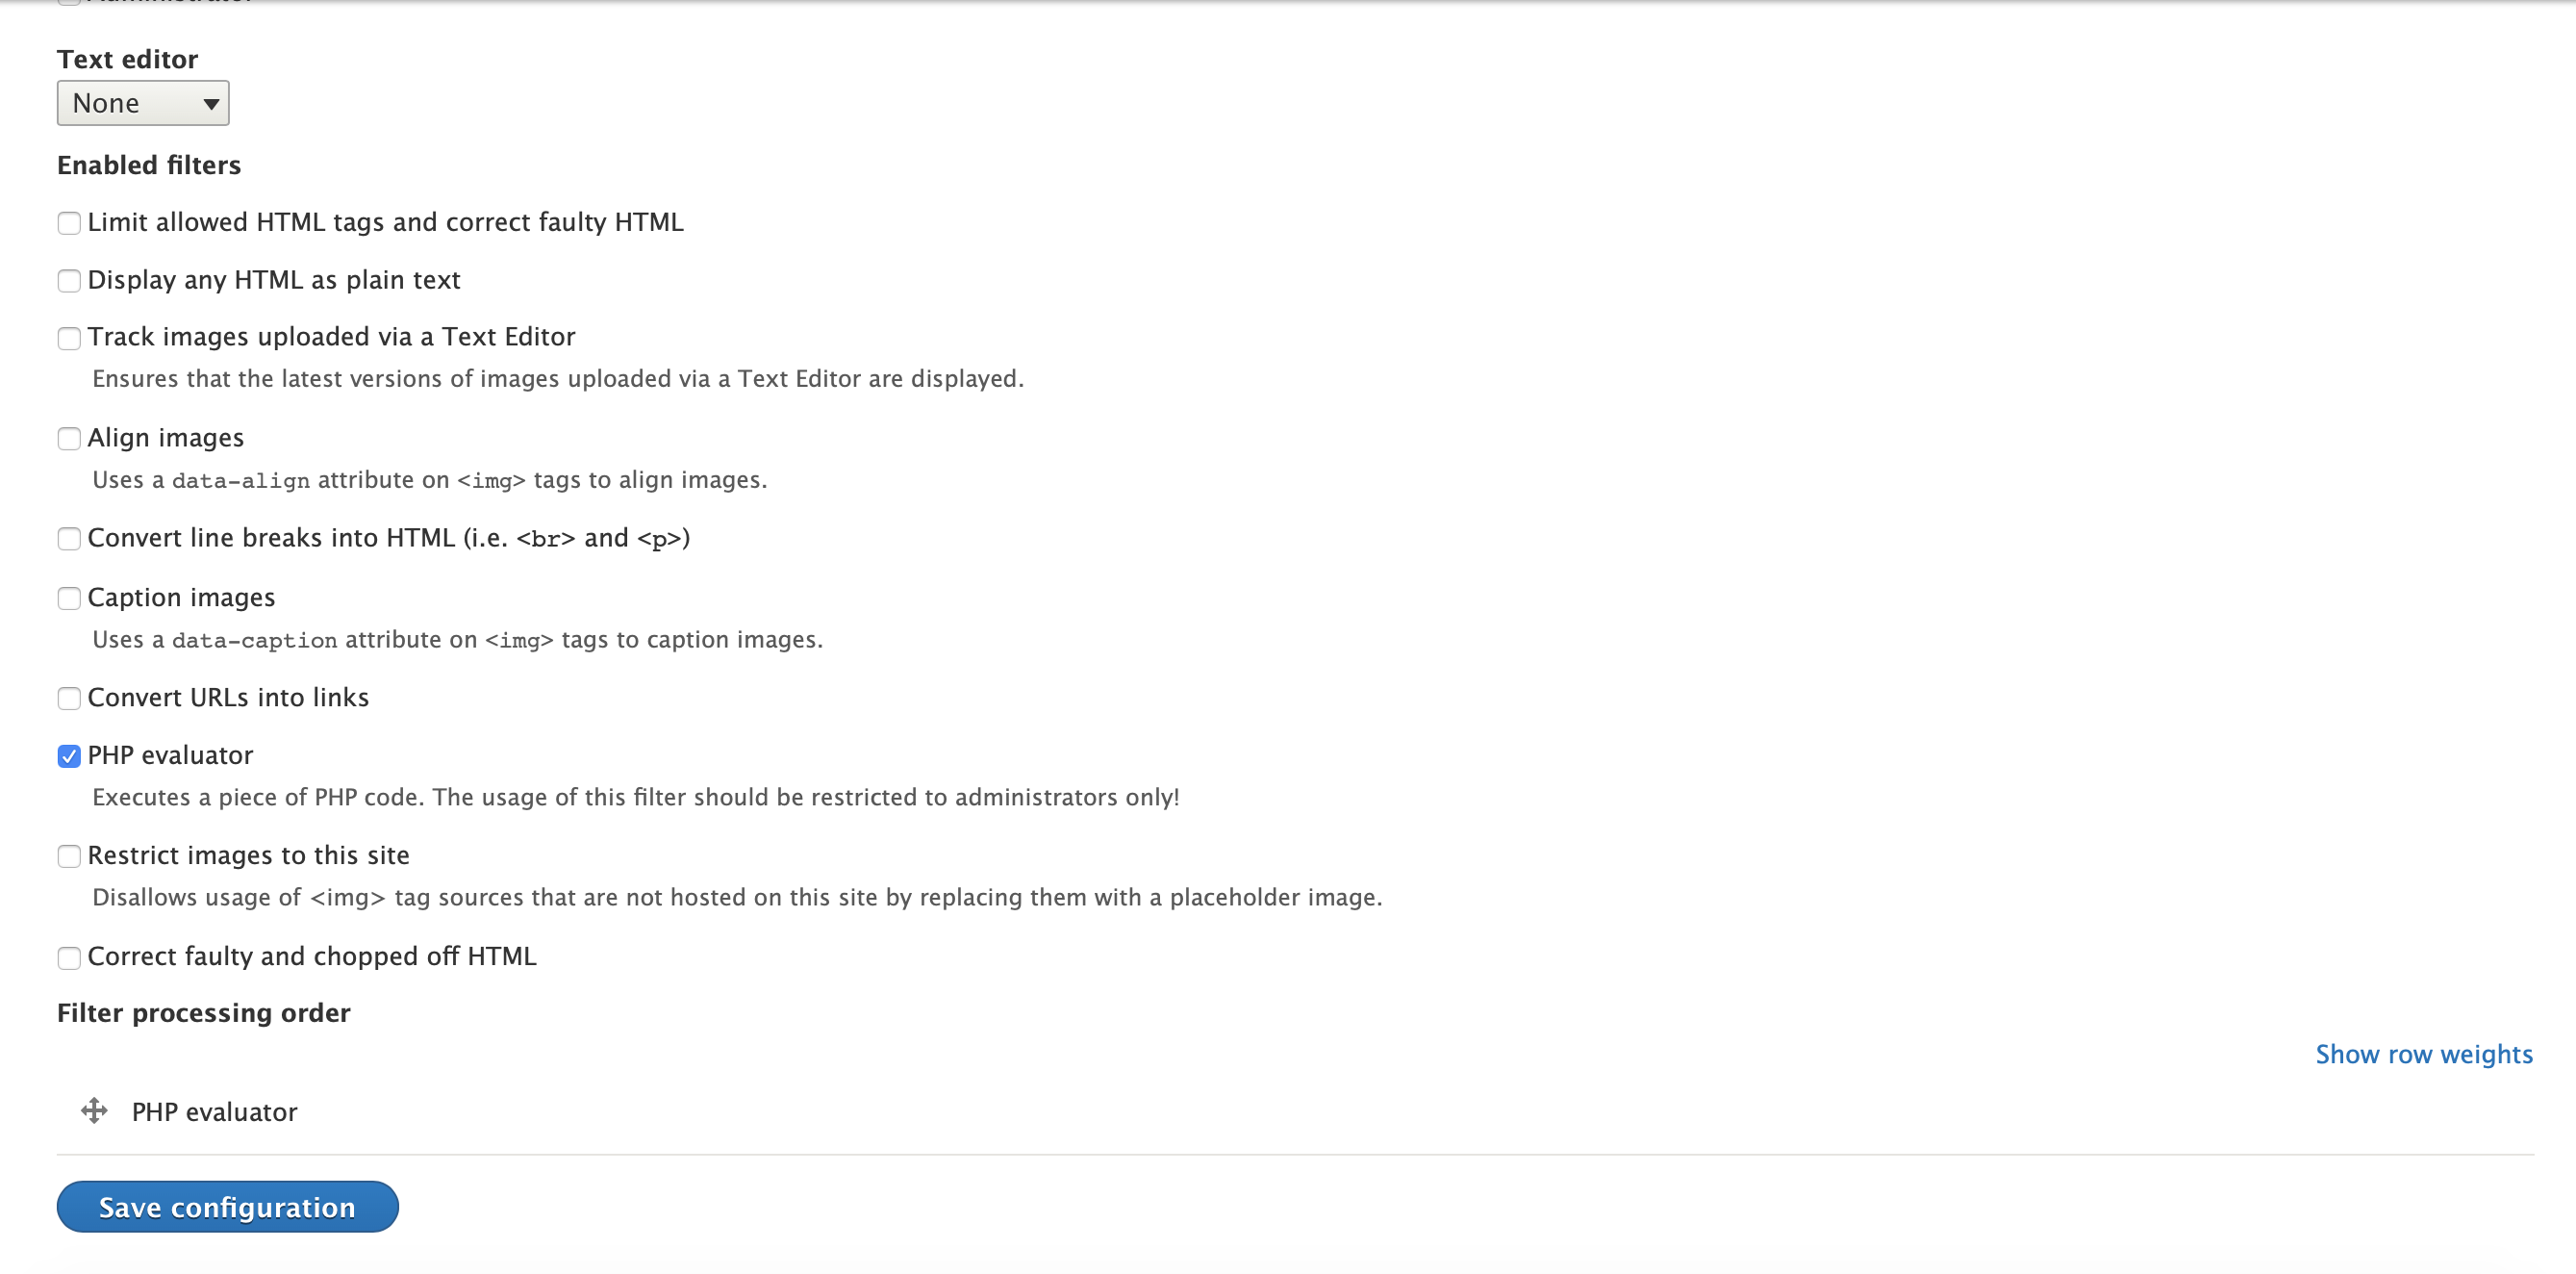 Administrator
Text editor
None
Enabled filters
Limit allowed HTML tags and correct faulty HTML
Display any HTML as plain text
Track images uploaded via a Text Editor
Ensures that the latest versions of images uploaded via a Text Editor are displayed.
Align images
Uses a data-align attribute on <img> tags to align images.
Convert line breaks into HTML (i.e. <br> and <p>)
Caption images
Uses a data-caption attribute on <img> tags to caption images.
Convert URLs into links
PHP evaluator
Executes a piece of PHP code. The usage of this filter should be restricted to administrators only!
Restrict images to this site
Disallows usage of <img> tag sources that are not hosted on this site by replacing them with a placeholder image.
Correct faulty and chopped off HTML
Filter processing order
Show row weights
PHP evaluator
Save configuration